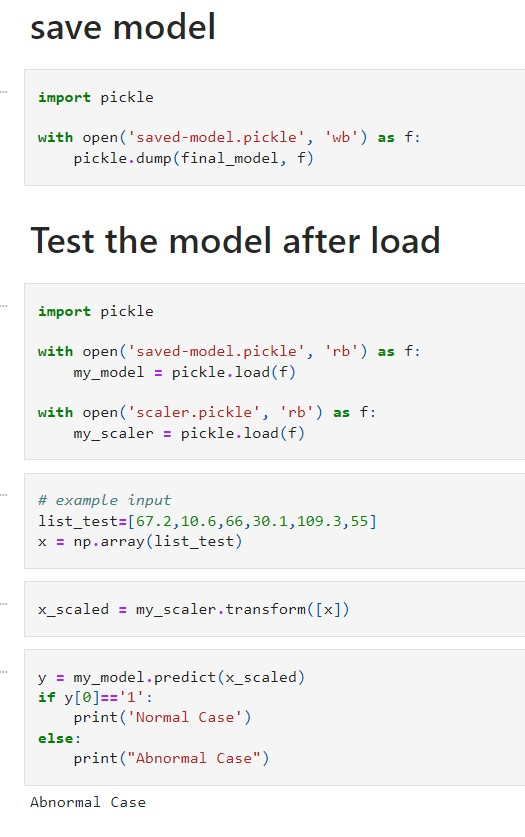 save model
import pickle
with open('saved-model.pickle', 'wb') as f:
    pickle.dump(final_model, f)
Test the model after load
import pickle
with open('saved-model.pickle', 'rb') as f:
    my_model = pickle.load(f)
with open('scaler.pickle', 'rb') as f:
    my_scaler = pickle.load(f)
# example input
list_test=[67.2,10.6,66,30.1,109.3,55]
x = np.array(list_test)
x_scaled = my_scaler.transform([x])
y = my_model.predict(x_scaled)
if y[0]=='1':
    print('Normal Case')
else:
    print("Abnormal Case")
Abnormal Case